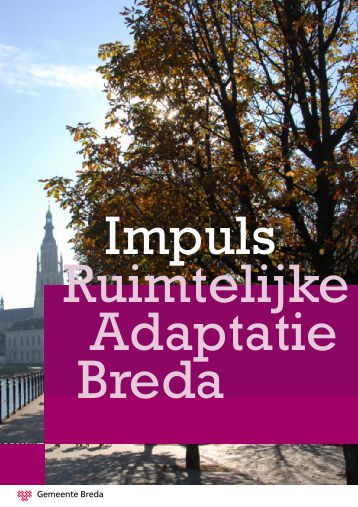 Impuls
Ruimtelijke
Adaptatie
Breda
Gemeente Breda